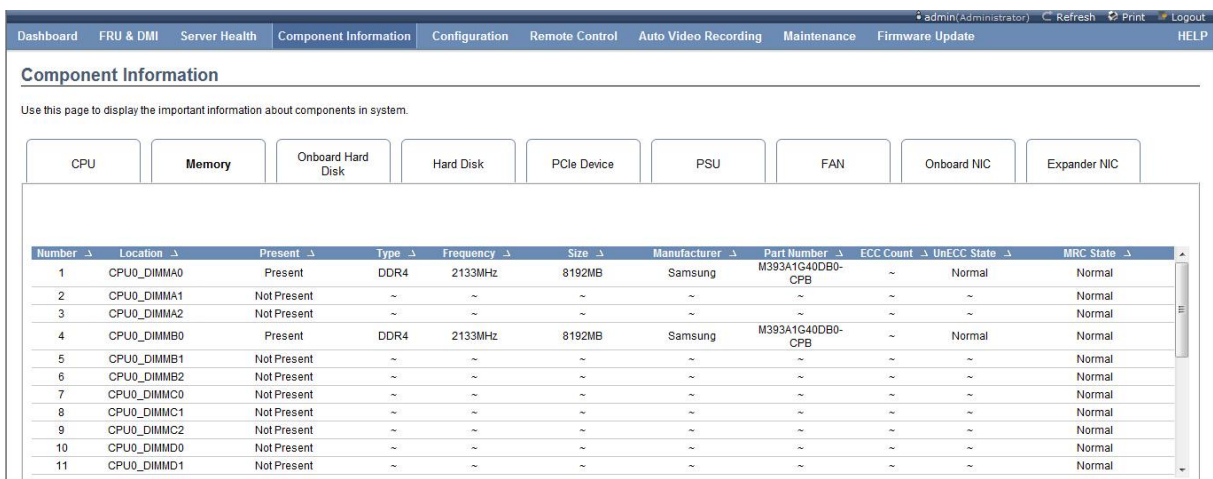 admin(Administrator) Refresh Print Logout
Dashboard FRU & DMI Server Health Component Information Configuration Remote Control Auto Video Recording Maintenance Firmware Update HELP
Component Information
Use this page to display the important information about components in system.
CPU Memory Onboard Hard Disk Hard Disk PCIe Device PSU FAN Onboard NIC Expander NIC
Number Location Present Type Frequency Size Manufacturer Part Number ECC Count UnECC State MRC State
1 CPU0_DIMMA0 Present DDR4 2133MHz 8192MB Samsung M393A1G40DB0-CPB ~ Normal Normal
2 CPU0_DIMMA1 Not Present ~ ~ ~ ~ ~ ~ ~ Normal
3 CPU0_DIMMA2 Not Present ~ ~ ~ ~ ~ ~ ~ Normal
4 CPU0_DIMMB0 Present DDR4 2133MHz 8192MB Samsung M393A1G40DB0-CPB ~ Normal Normal
5 CPU0_DIMMB1 Not Present ~ ~ ~ ~ ~ ~ ~ Normal
6 CPU0_DIMMB2 Not Present ~ ~ ~ ~ ~ ~ ~ Normal
7 CPU0_DIMMC0 Not Present ~ ~ ~ ~ ~ ~ ~ Normal
8 CPU0_DIMMC1 Not Present ~ ~ ~ ~ ~ ~ ~ Normal
9 CPU0_DIMMC2 Not Present ~ ~ ~ ~ ~ ~ ~ Normal
10 CPU0_DIMMD0 Not Present ~ ~ ~ ~ ~ ~ ~ Normal
11 CPU0_DIMMD1 Not Present ~ ~ ~ ~ ~ ~ ~ Normal